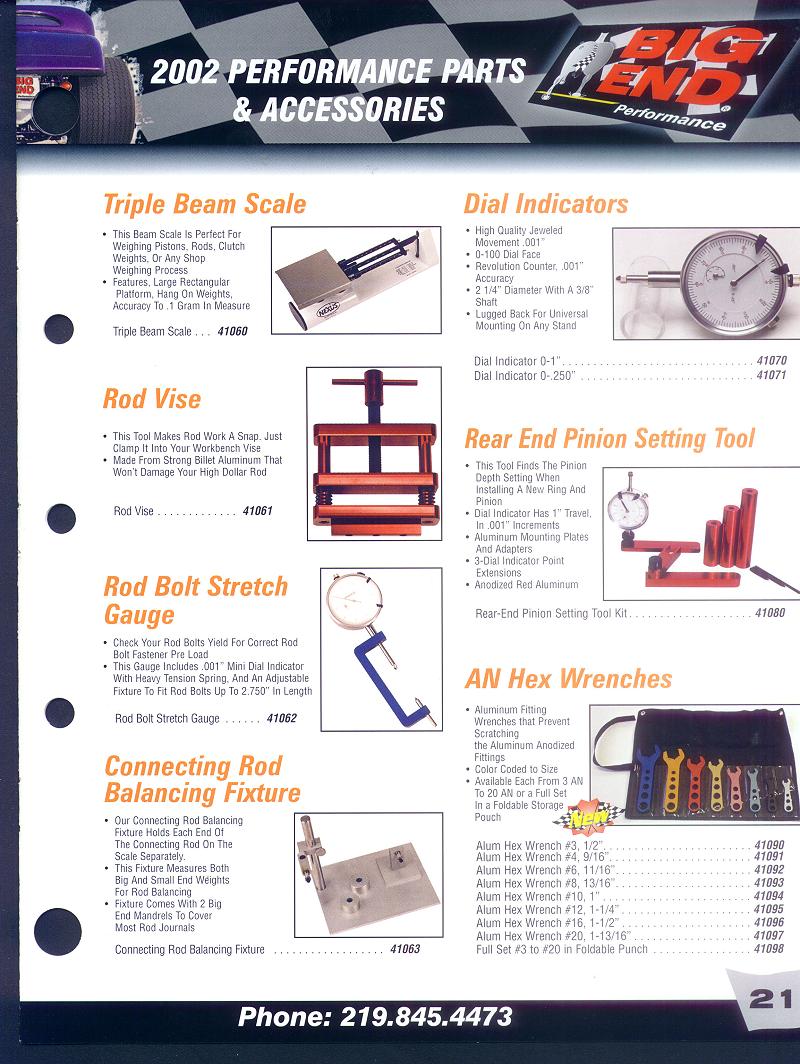 2002 PERFORMANCE PARTS
& ACCESSORIES
BIG
END
Performance
BIG
END
Triple Beam Scale
• This Beam Scale Is Perfect For
Weighing Pistons, Rods, Clutch
Weights, Or Any Shop
Weighing Process
• Features, Large Rectangular
Platform, Hang On Weights,
Accuracy To .1 Gram In Measure
Triple Beam Scale . . . 41060
NEXUS
Rod Vise
• This Tool Makes Rod Work A Snap. Just
Clamp It Into Your Workbench Vise
• Made From Strong Billet Aluminum That
Won't Damage Your High Dollar Rod
Rod Vise . . . . . . . . . . . . . 41061
Rod Bolt Stretch
Gauge
• Check Your Rod Bolts Yield For Correct Rod
Bolt Fastener Pre Load
• This Gauge Includes .001" Mini Dial Indicator
With Heavy Tension Spring, And An Adjustable
Fixture To Fit Rod Bolts Up To 2.750" In Length
Rod Bolt Stretch Gauge . . . . . . 41062
Connecting Rod
Balancing Fixture
• Our Connecting Rod Balancing
Fixture Holds Each End Of
The Connecting Rod On The
Scale Separately.
• This Fixture Measures Both
Big And Small End Weights
For Rod Balancing
• Fixture Comes With 2 Big
End Mandrels To Cover
Most Rod Journals
Connecting Rod Balancing Fixture . . . . . . . . . . . . . . . . . . 41063
Dial Indicators
• High Quality Jeweled
Movement .001"
• 0-100 Dial Face
• Revolution Counter, .001"
Accuracy
• 2 1/4" Diameter With A 3/8"
Shaft
• Lugged Back For Universal
Mounting On Any Stand
Dial Indicator 0-1" . . . . . . . . . . . . . . . . . . . . . . . . . . . . . . 41070
Dial Indicator 0-.250" . . . . . . . . . . . . . . . . . . . . . . . . . . . 41071
Rear End Pinion Setting Tool
• This Tool Finds The Pinion
Depth Setting When
Installing A New Ring And
Pinion
• Dial Indicator Has 1" Travel,
In .001" Increments
• Aluminum Mounting Plates
And Adapters
• 3-Dial Indicator Point
Extensions
• Anodized Red Aluminum
Rear-End Pinion Setting Tool Kit . . . . . . . . . . . . . . . . . . . 41080
AN Hex Wrenches
• Aluminum Fitting
Wrenches that Prevent
Scratching
the Aluminum Anodized
Fittings
• Color Coded to Size
• Available Each From 3 AN
To 20 AN or a Full Set
In a Foldable Storage
Pouch
New
Alum Hex Wrench #3, 1/2" . . . . . . . . . . . . . . . . . . . . . . . 41090
Alum Hex Wrench #4, 9/16" . . . . . . . . . . . . . . . . . . . . . . 41091
Alum Hex Wrench #6, 11/16" . . . . . . . . . . . . . . . . . . . . . 41092
Alum Hex Wrench #8, 13/16" . . . . . . . . . . . . . . . . . . . . . 41093
Alum Hex Wrench #10, 1" . . . . . . . . . . . . . . . . . . . . . . . 41094
Alum Hex Wrench #12, 1-1/4" . . . . . . . . . . . . . . . . . . . . 41095
Alum Hex Wrench #16, 1-1/2" . . . . . . . . . . . . . . . . . . . . 41096
Alum Hex Wrench #20, 1-13/16" . . . . . . . . . . . . . . . . . . 41097
Full Set #3 to #20 in Foldable Punch . . . . . . . . . . . . . . . 41098
21
Phone: 219.845.4473